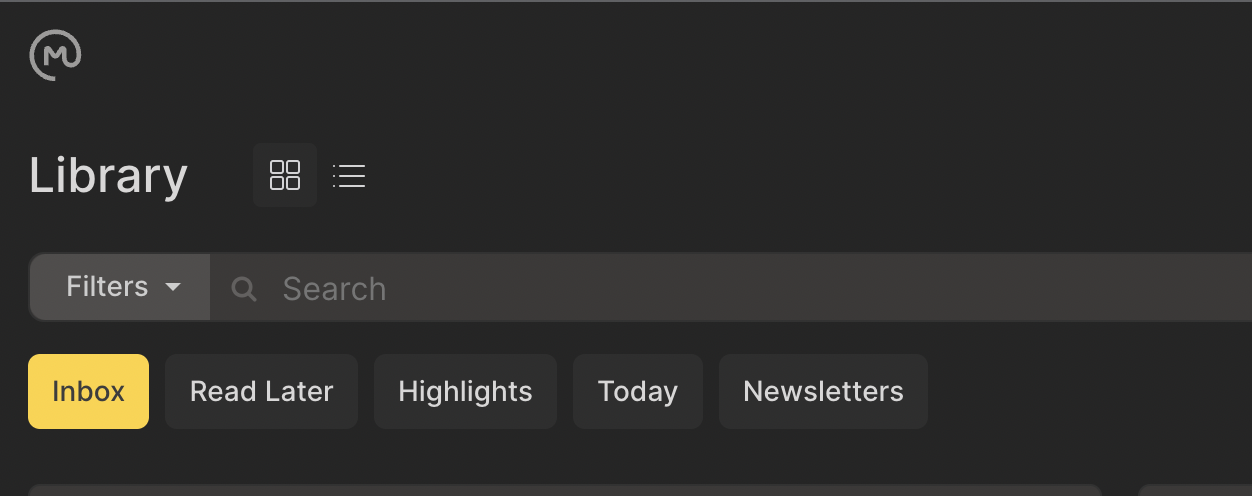 Library
Filters
Search
Inbox
Read Later
Highlights
Today
Newsletters